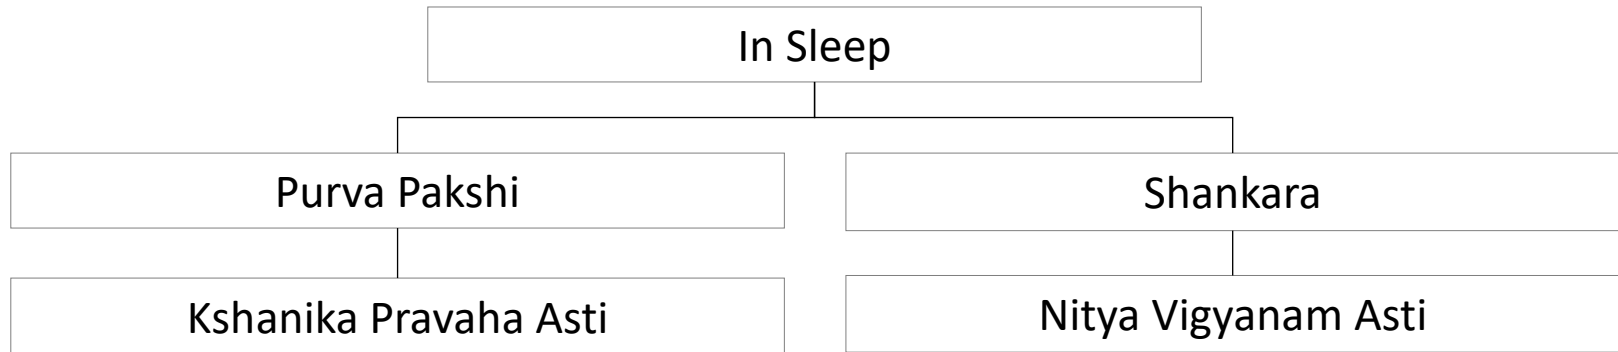 In Sleep
Purva Pakshi
Shankara
Kshanika Pravaha Asti
Nitya Vigyanam Asti